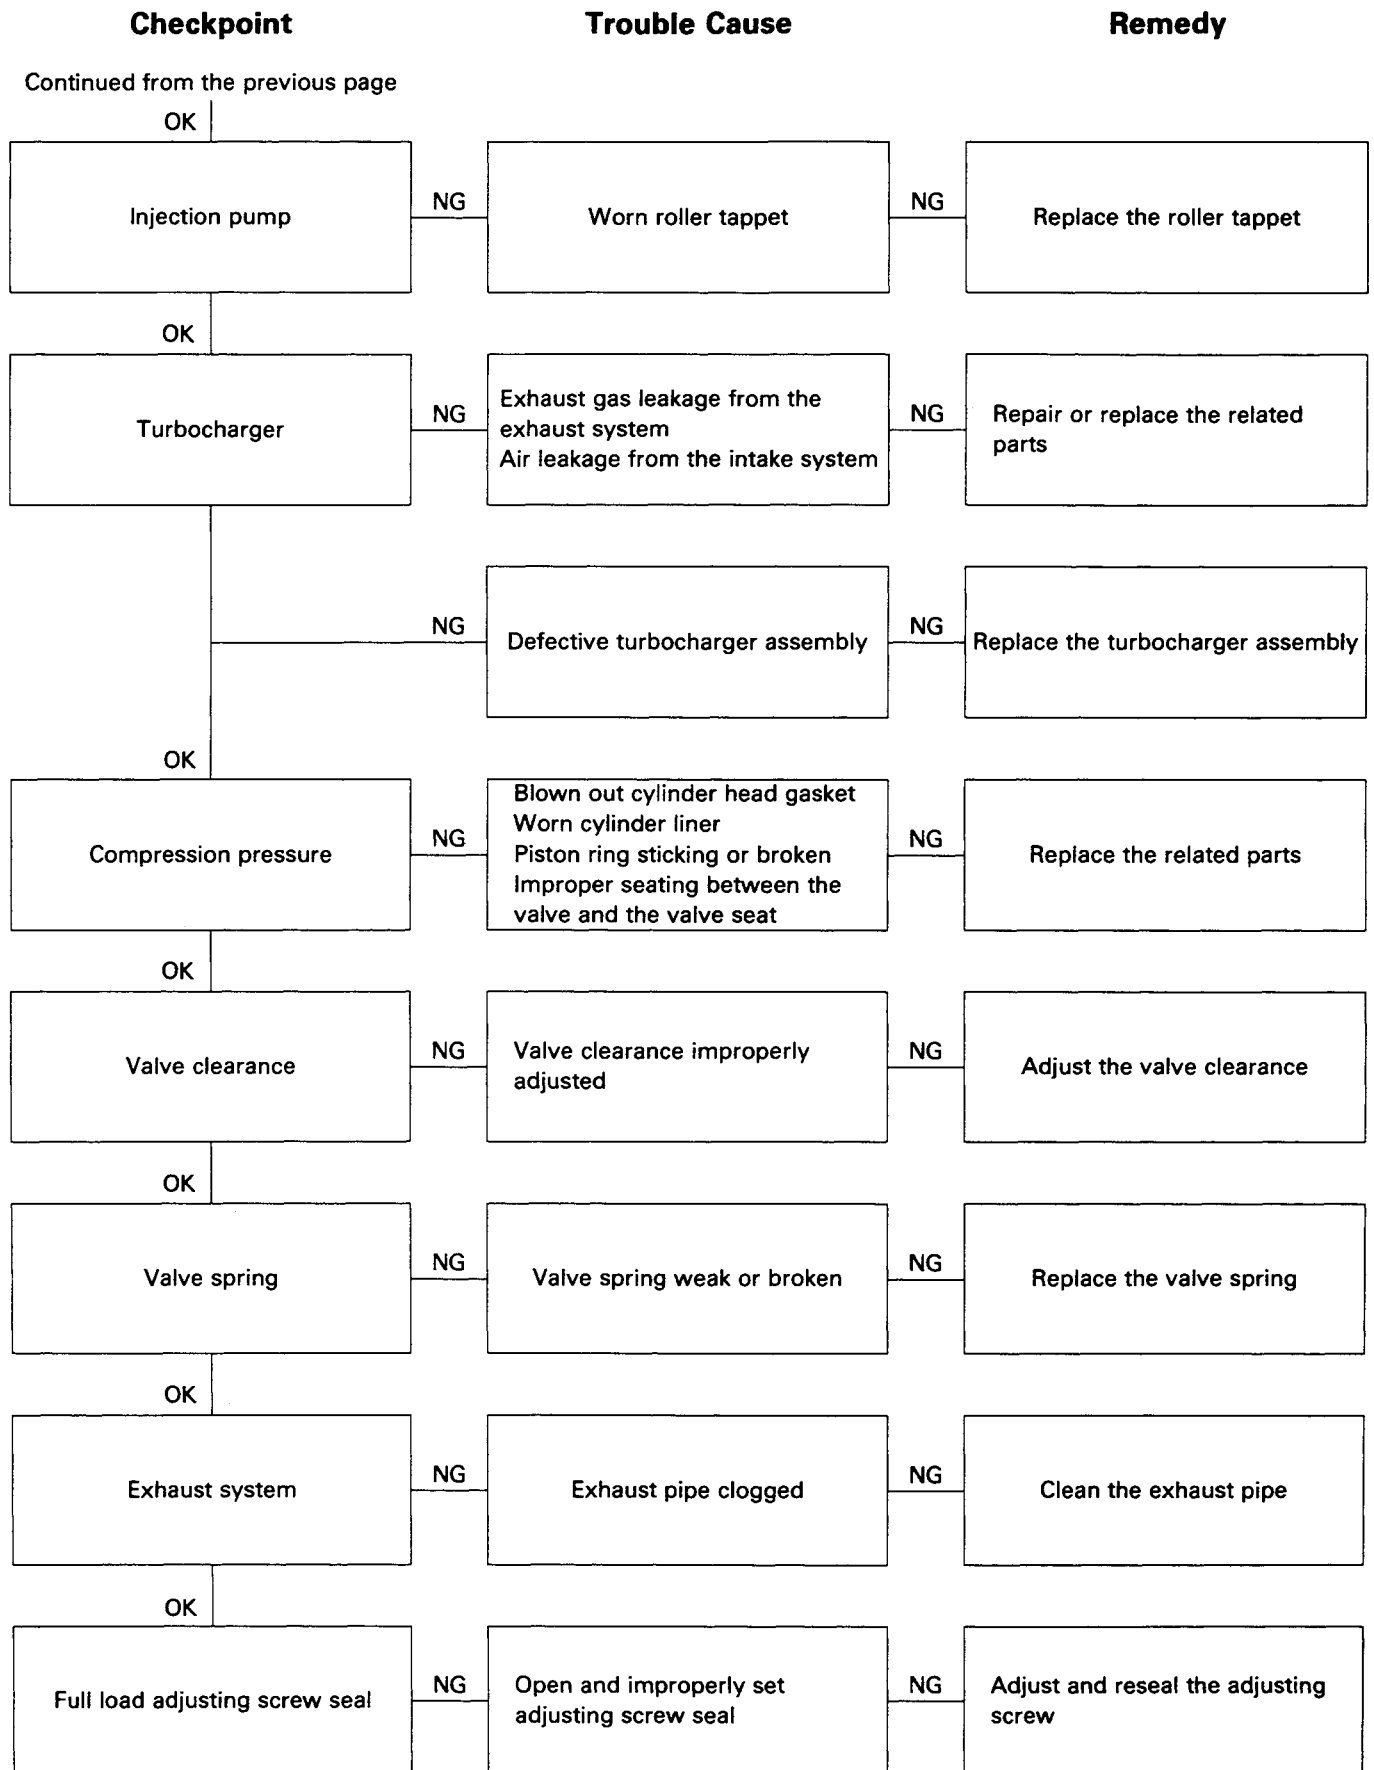 Checkpoint
Trouble Cause
Remedy
Continued from the previous page
OK
Injection pump
NG
Worn roller tappet
NG
Replace the roller tappet
OK
Turbocharger
NG
Exhaust gas leakage from the
exhaust system
Air leakage from the intake system
NG
Repair or replace the related
parts
NG
Defective turbocharger assembly
NG
Replace the turbocharger assembly
OK
Compression pressure
NG
Blown out cylinder head gasket
Worn cylinder liner
Piston ring sticking or broken
Improper seating between the
valve and the valve seat
NG
Replace the related parts
OK
Valve clearance
NG
Valve clearance improperly
adjusted
NG
Adjust the valve clearance
OK
Valve spring
NG
Valve spring weak or broken
NG
Replace the valve spring
OK
Exhaust system
NG
Exhaust pipe clogged
NG
Clean the exhaust pipe
OK
Full load adjusting screw seal
NG
Open and improperly set
adjusting screw seal
NG
Adjust and reseal the adjusting
screw